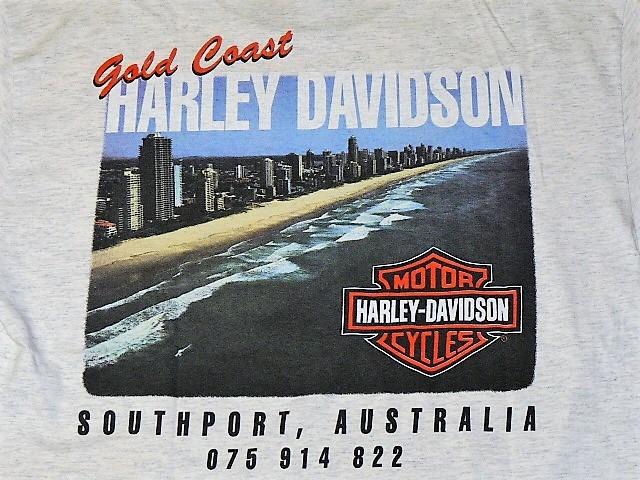 Gold Coast
HARLEY DAVIDSON
MOTOR
HARLEY-DAVIDSON
CYCLES
SOUTHPORT, AUSTRALIA
075 914 822